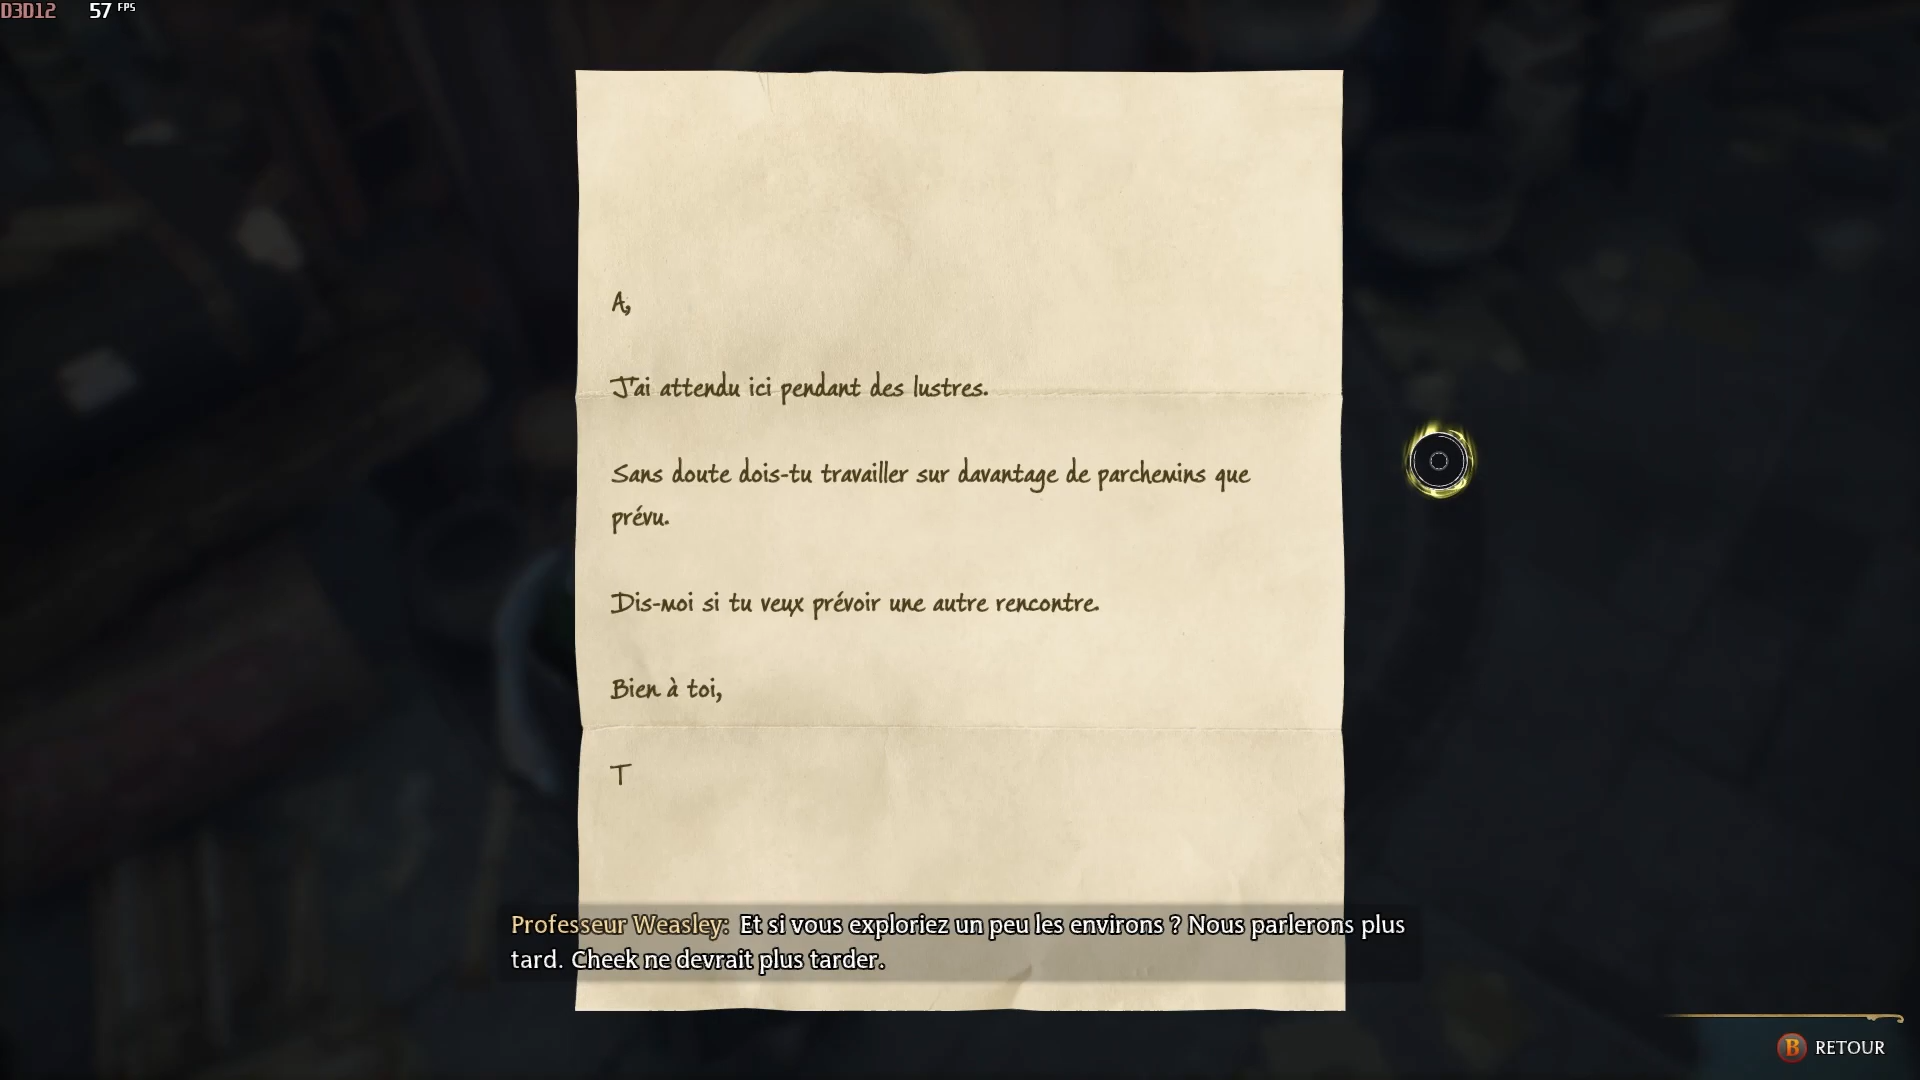 D3D12 57 FPS
A,
J'ai attendu ici pendant des lustres.
Sans doute dois-tu travailler sur davantage de parchemins que
prévu.
Dis-moi si tu veux prévoir une autre rencontre.
Bien à toi,
T
Professeur Weasley: Et si vous exploriez un peu les environs ? Nous parlerons plus
tard. Cheek ne devrait plus tarder.
B RETOUR